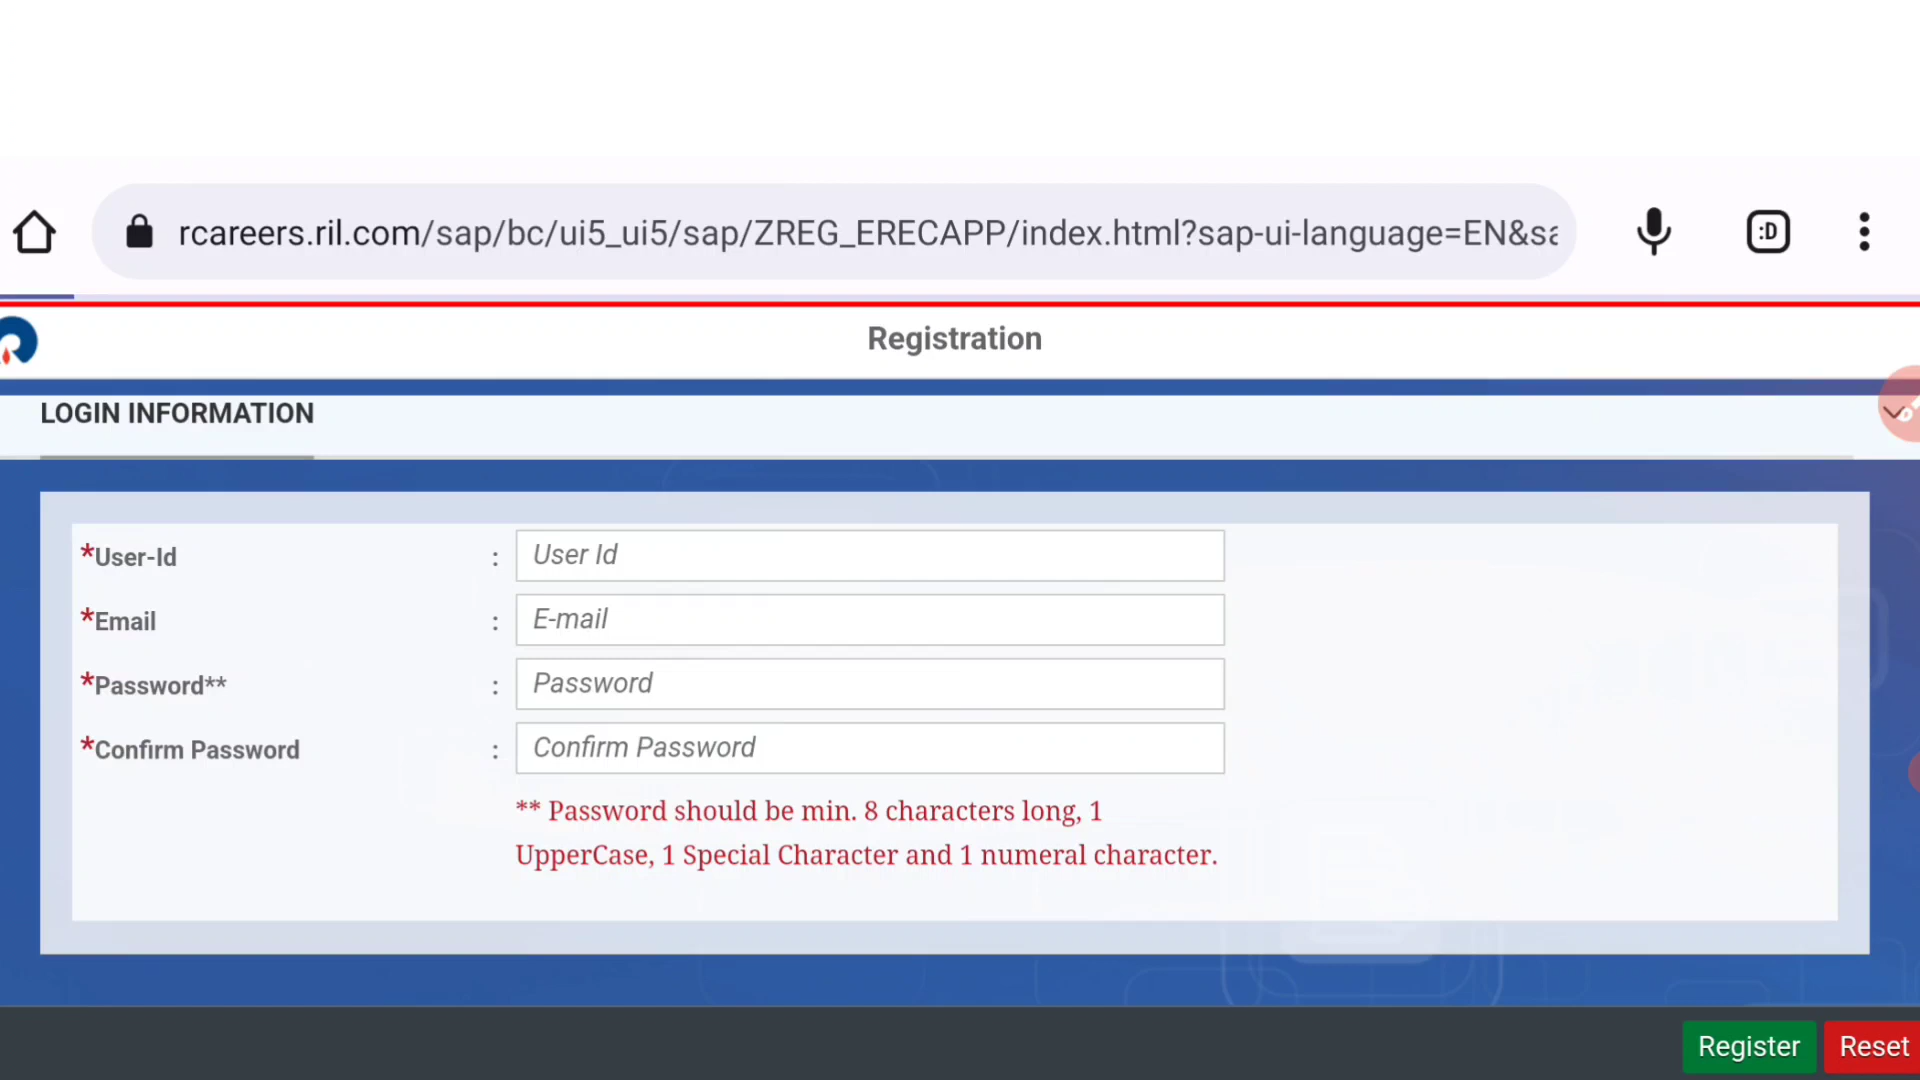 rcareers.ril.com/sap/bc/ui5_ui5/sap/ZREG_ERECAPP/index.html?sap-ui-language=EN&sa
:D
Registration
LOGIN INFORMATION
*User-Id : User Id
*Email : E-mail
*Password** : Password
*Confirm Password : Confirm Password
** Password should be min. 8 characters long, 1
UpperCase, 1 Special Character and 1 numeral character.
Register Reset